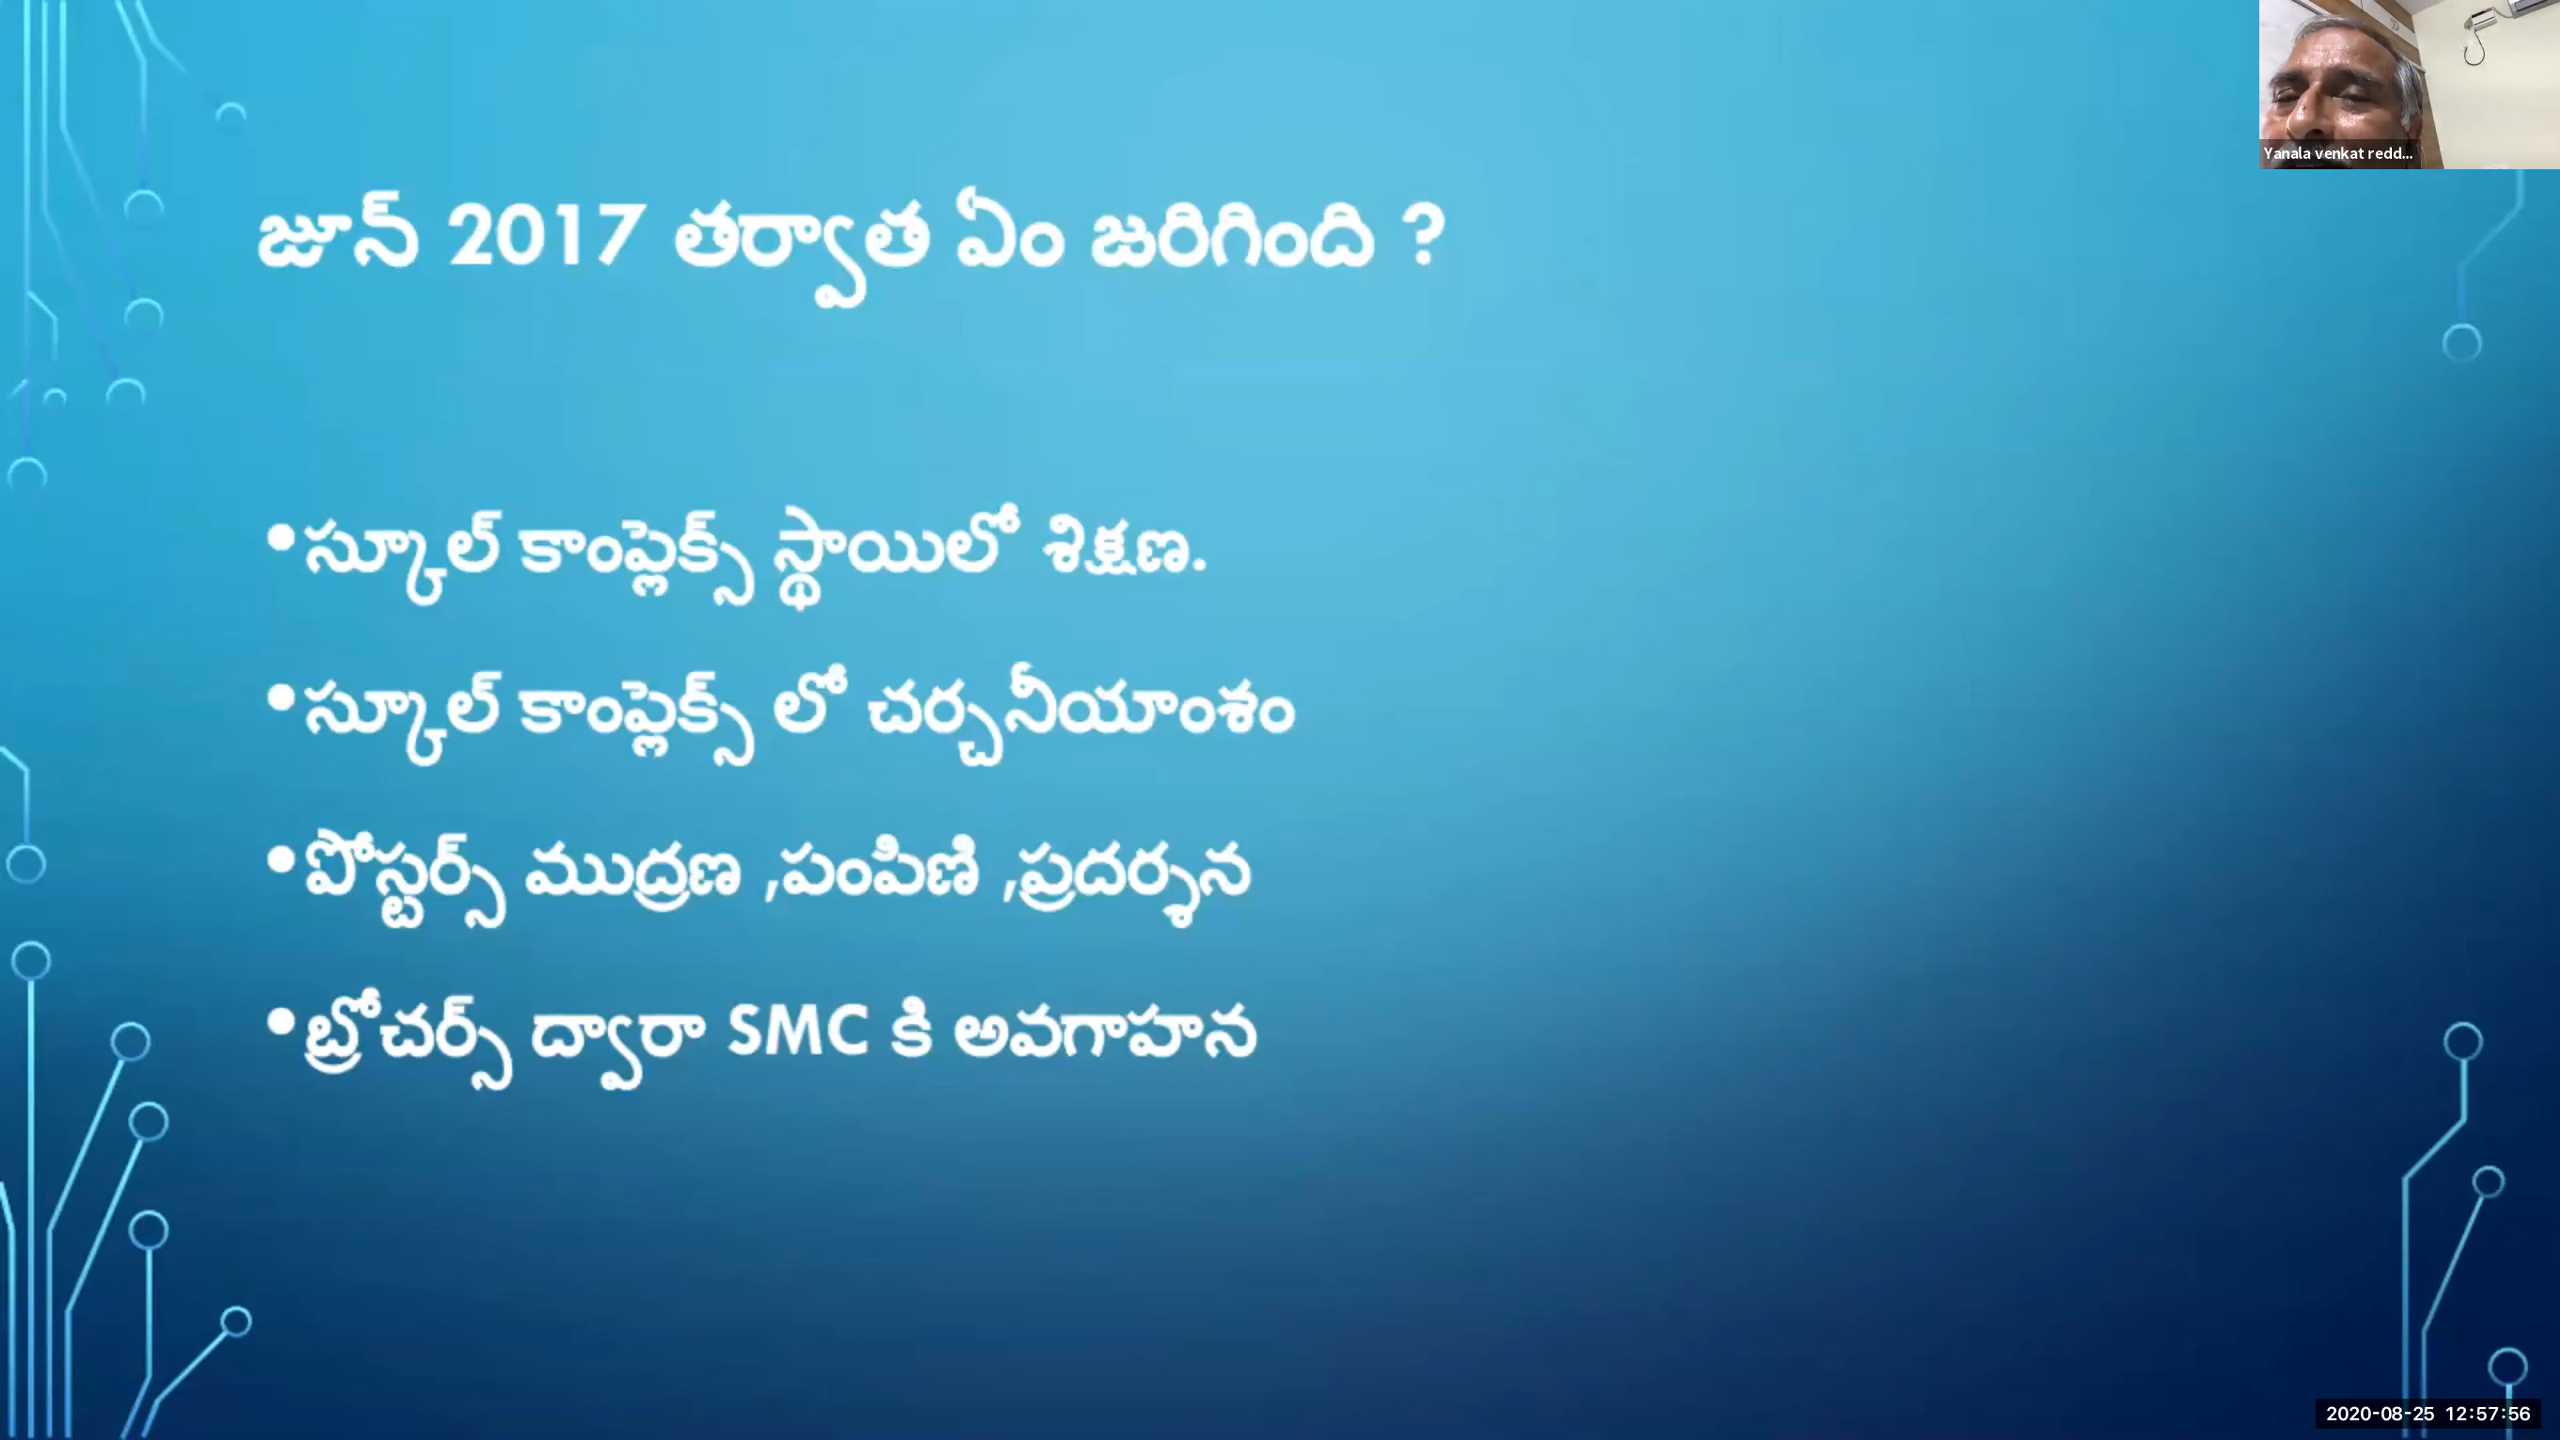 Yanala venkat redd...
జూన్ 2017 తర్వాత ఏం జరిగింది ?
•స్కూల్ కాంప్లెక్స్ స్థాయిలో శిక్షణ.
•స్కూల్ కాంప్లెక్స్ లో చర్చనీయాంశం
•పోస్టర్స్ ముద్రణ ,పంపిణి ,ప్రదర్శన
•బ్రోచర్స్ ద్వారా SMC కి అవగాహన
2020-08-25 12:57:56